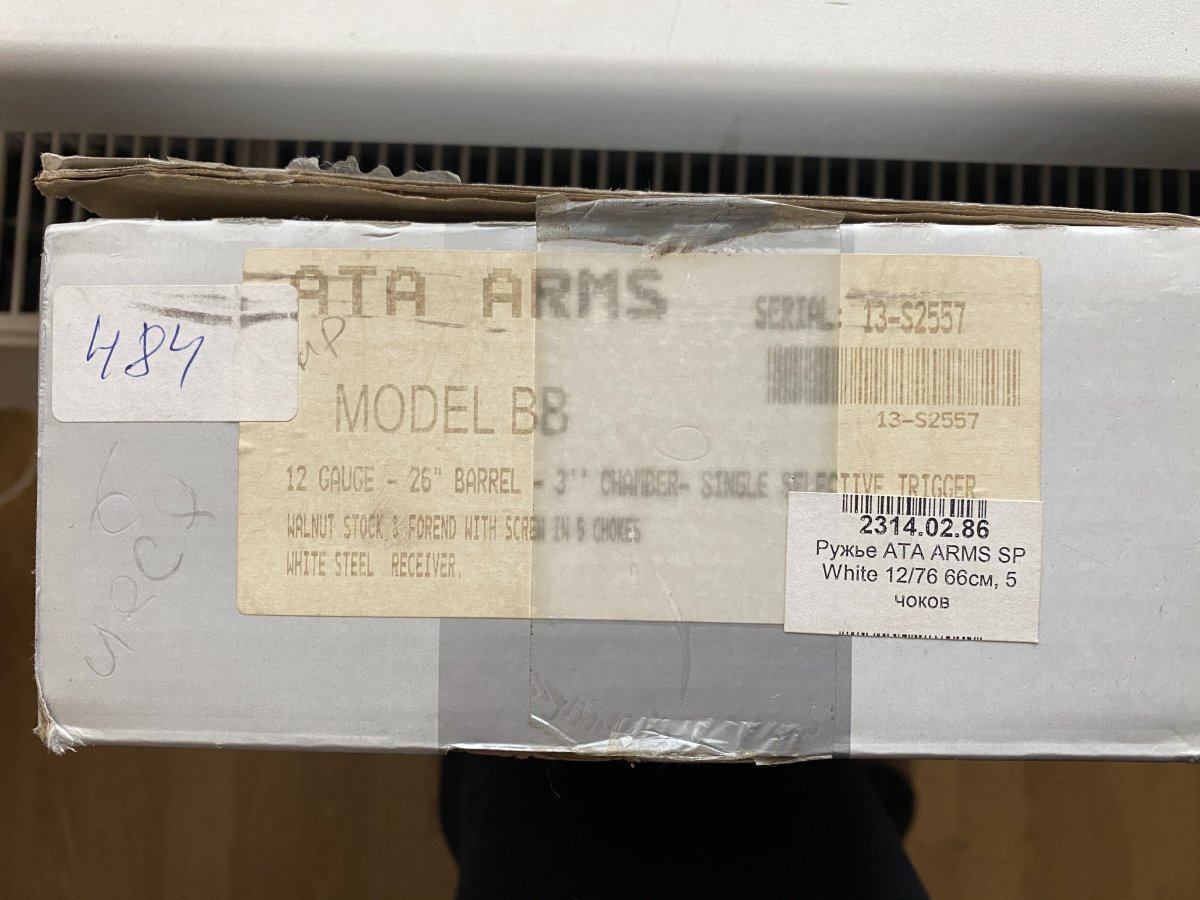 ATA ARMS
SERIAL: 13-S2557
484
MODEL BB
13-S2557
12 GAUGE - 26" BARREL - 3'' CHAMBER- SINGLE SELECTIVE TRIGGER
WALNUT STOCK & FOREND WITH SCREW IN 5 CHOKES
WHITE STEEL RECEIVER.
2314.02.86
Ружье ATA ARMS SP
White 12/76 66см, 5
чоков